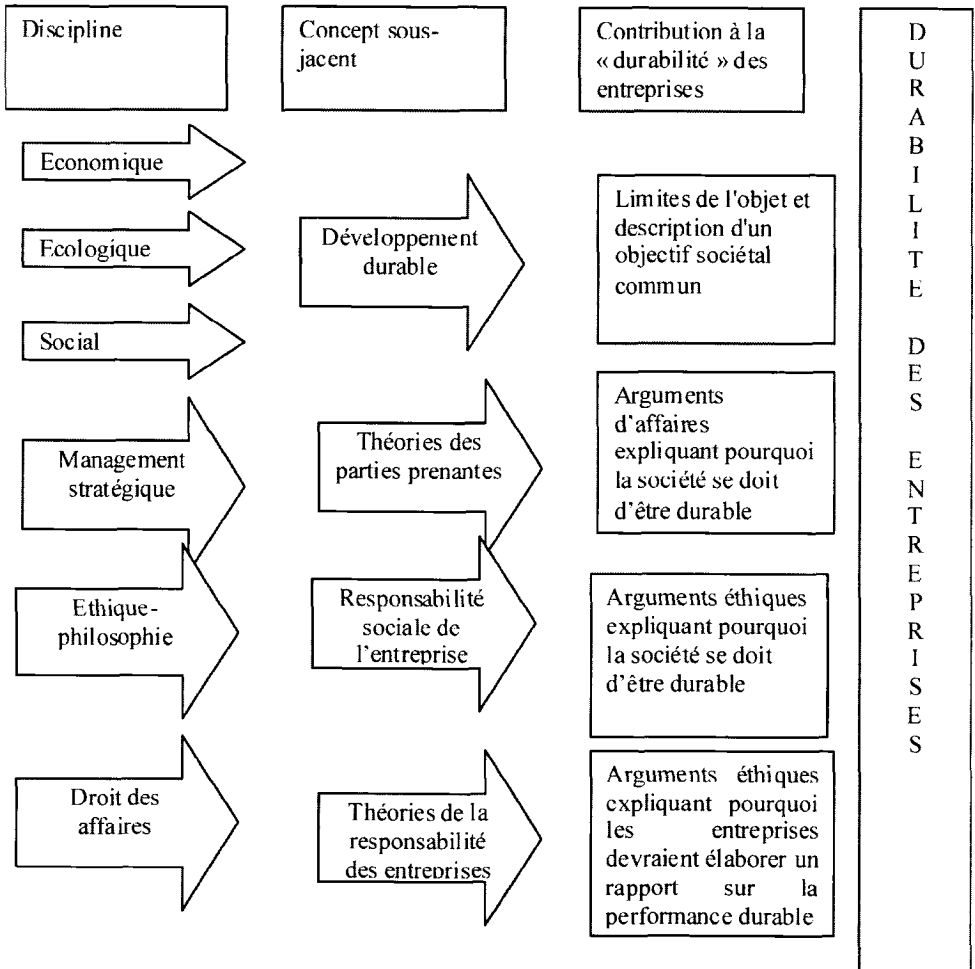 Discipline
Concept sous-
jacent
Contribution à la
« durabilité » des
entreprises
Economique
Ecologique
Social
Développement
durable
Limites de l'objet et
description d'un
objectif sociétal
commun
Management
stratégique
Théories des
parties prenantes
Arguments
d'affaires
expliquant pourquoi
la société se doit
d'être durable
Ethique-
philosophie
Responsabilité
sociale de
l'entreprise
Arguments éthiques
expliquant pourquoi
la société se doit
d'être durable
Droit des
affaires
Théories de la
responsabilité
des entreprises
Arguments éthiques
expliquant pourquoi
les entreprises
devraient élaborer un
rapport sur la
performance durable
DURABILITE DES ENTREPRISES